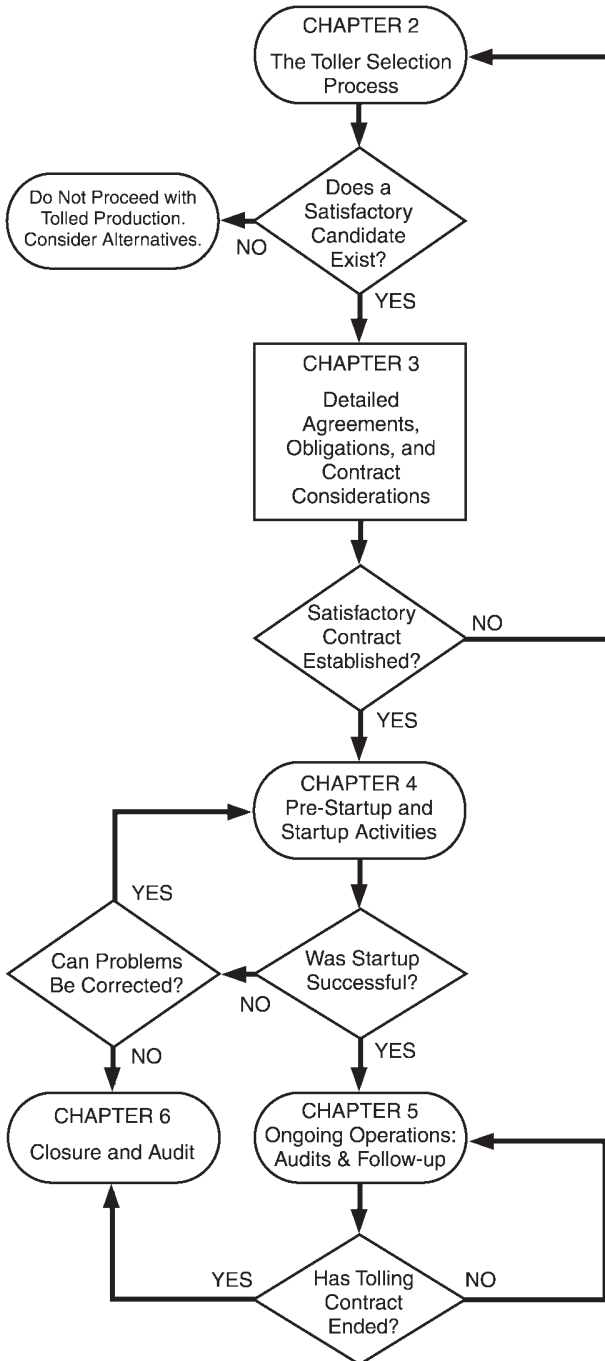 CHAPTER 2
The Toller Selection
Process
Does a
Satisfactory
Candidate
Exist?
Do Not Proceed with
Tolled Production.
Consider Alternatives.
NO
YES
CHAPTER 3
Detailed
Agreements,
Obligations, and
Contract
Considerations
Satisfactory
Contract
Established?
NO
YES
CHAPTER 4
Pre-Startup and
Startup Activities
YES
Can Problems
Be Corrected?
Was Startup
Successful?
NO
NO
YES
CHAPTER 6
Closure and Audit
CHAPTER 5
Ongoing Operations:
Audits & Follow-up
YES
Has Tolling
Contract
Ended?
NO